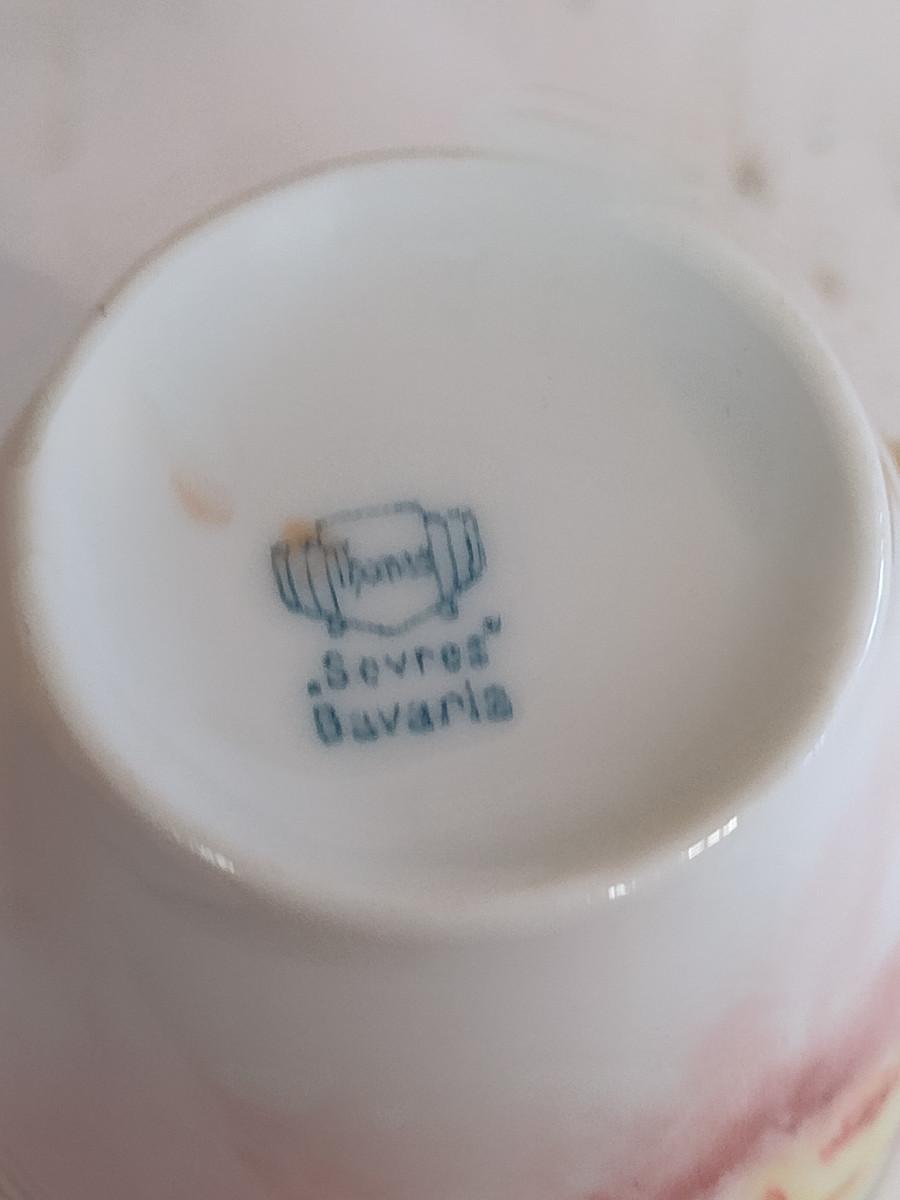 Thomas
„Sevres“
Bavaria